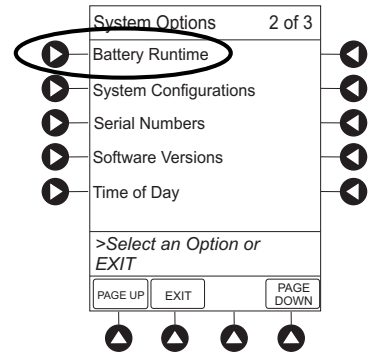 System Options 2 of 3
Battery Runtime
System Configurations
Serial Numbers
Software Versions
Time of Day
>Select an Option or
EXIT
PAGE UP EXIT PAGE
DOWN